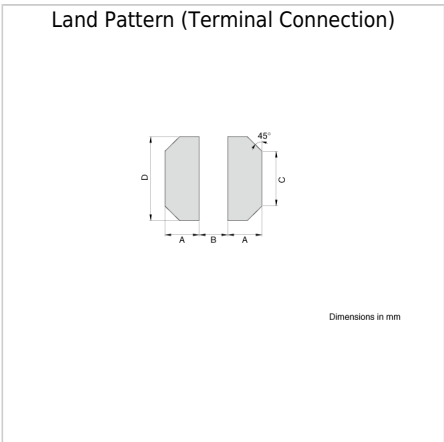 Land Pattern (Terminal Connection)
45°
D
C
A B A
Dimensions in mm